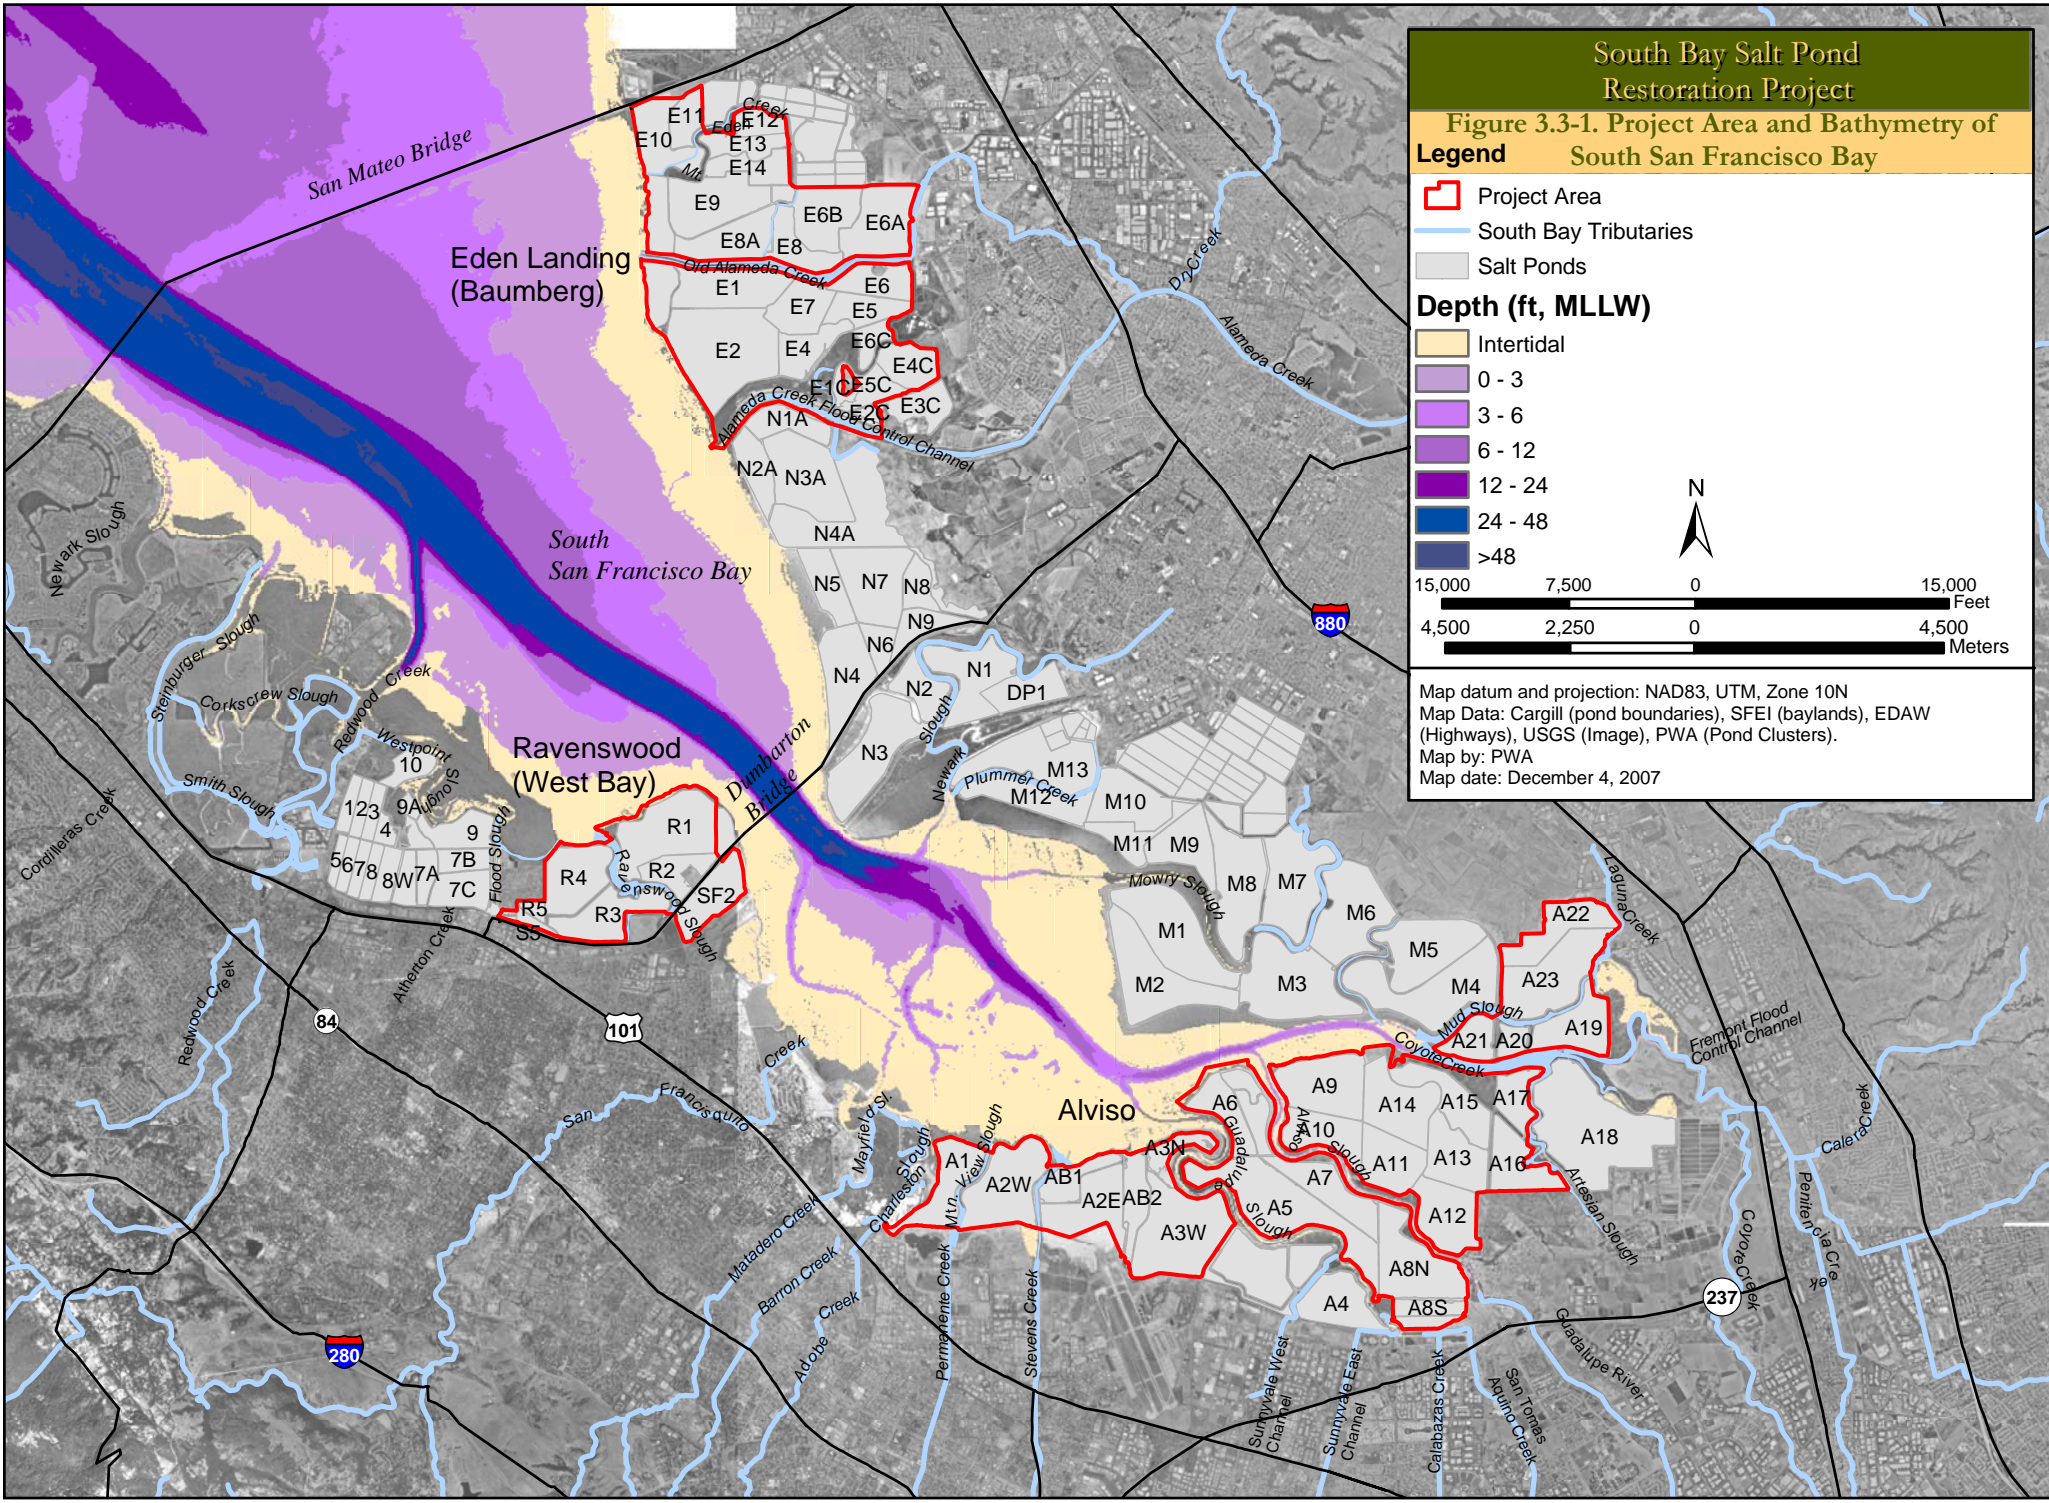 South Bay Salt Pond
Restoration Project
Figure 3.3-1. Project Area and Bathymetry of
South San Francisco Bay
Legend
Project Area
South Bay Tributaries
Salt Ponds
Depth (ft, MLLW)
Intertidal
0 - 3
3 - 6
6 - 12
12 - 24
24 - 48
>48
N
15,000 7,500 0 15,000
Feet
4,500 2,250 0 4,500
Meters
Map datum and projection: NAD83, UTM, Zone 10N
Map Data: Cargill (pond boundaries), SFEI (baylands), EDAW
(Highways), USGS (Image), PWA (Pond Clusters).
Map by: PWA
Map date: December 4, 2007
San Mateo Bridge
Eden Landing
(Baumberg)
E10
E11
Mt. Eden Creek
E12
E13
E14
E9
E6B
E6A
E8A
E8
Old Alameda Creek
E1
E6
E7
E5
E2
E4
E6C
E4C
E1C
E5C
E2C
E3C
Alameda Creek Flood Control Channel
Dry Creek
Alameda Creek
N1A
N2A
N3A
N4A
N5
N7
N8
N9
N6
N4
N2
N1
DP1
N3
Newark Slough
South
San Francisco Bay
Newark Slough
Steinburger Slough
Corkscrew Slough
Redwood Creek
Westpoint Slough
Smith Slough
Cordilleras Creek
Ravenswood
(West Bay)
Dumbarton
Bridge
10
1 2 3
9A
4
9
5 6 7 8
8W
7A
7B
7C
Flood Slough
R1
R2
R4
R5
R3
S5
SF2
Ravenswood Slough
Atherton Creek
Redwood Creek
84
101
280
880
237
Plummer Creek
M13
M12
M10
M11
M9
M8
M7
M6
M5
M4
M3
M1
M2
Mowry Slough
Mud Slough
Coyote Creek
Laguna Creek
A22
A23
A19
A21
A20
Fremont Flood
Control Channel
Alviso
A9
A14
A15
A17
A10
A11
A13
A16
A18
A12
A6
A7
A5
A8N
A8S
A4
A3N
A3W
A1
A2W
AB1
A2E
AB2
Alviso Slough
Guadalupe Slough
Artesian Slough
Coyote Creek
Penitencia Creek
Calera Creek
San Francisquito Creek
Mayfield Sl.
Charleston Slough
Mtn. View Slough
Matadero Creek
Barron Creek
Adobe Creek
Permanente Creek
Stevens Creek
Sunnyvale West
Channel
Sunnyvale East
Channel
Calabazas Creek
San Tomas
Aquino Creek
Guadalupe River